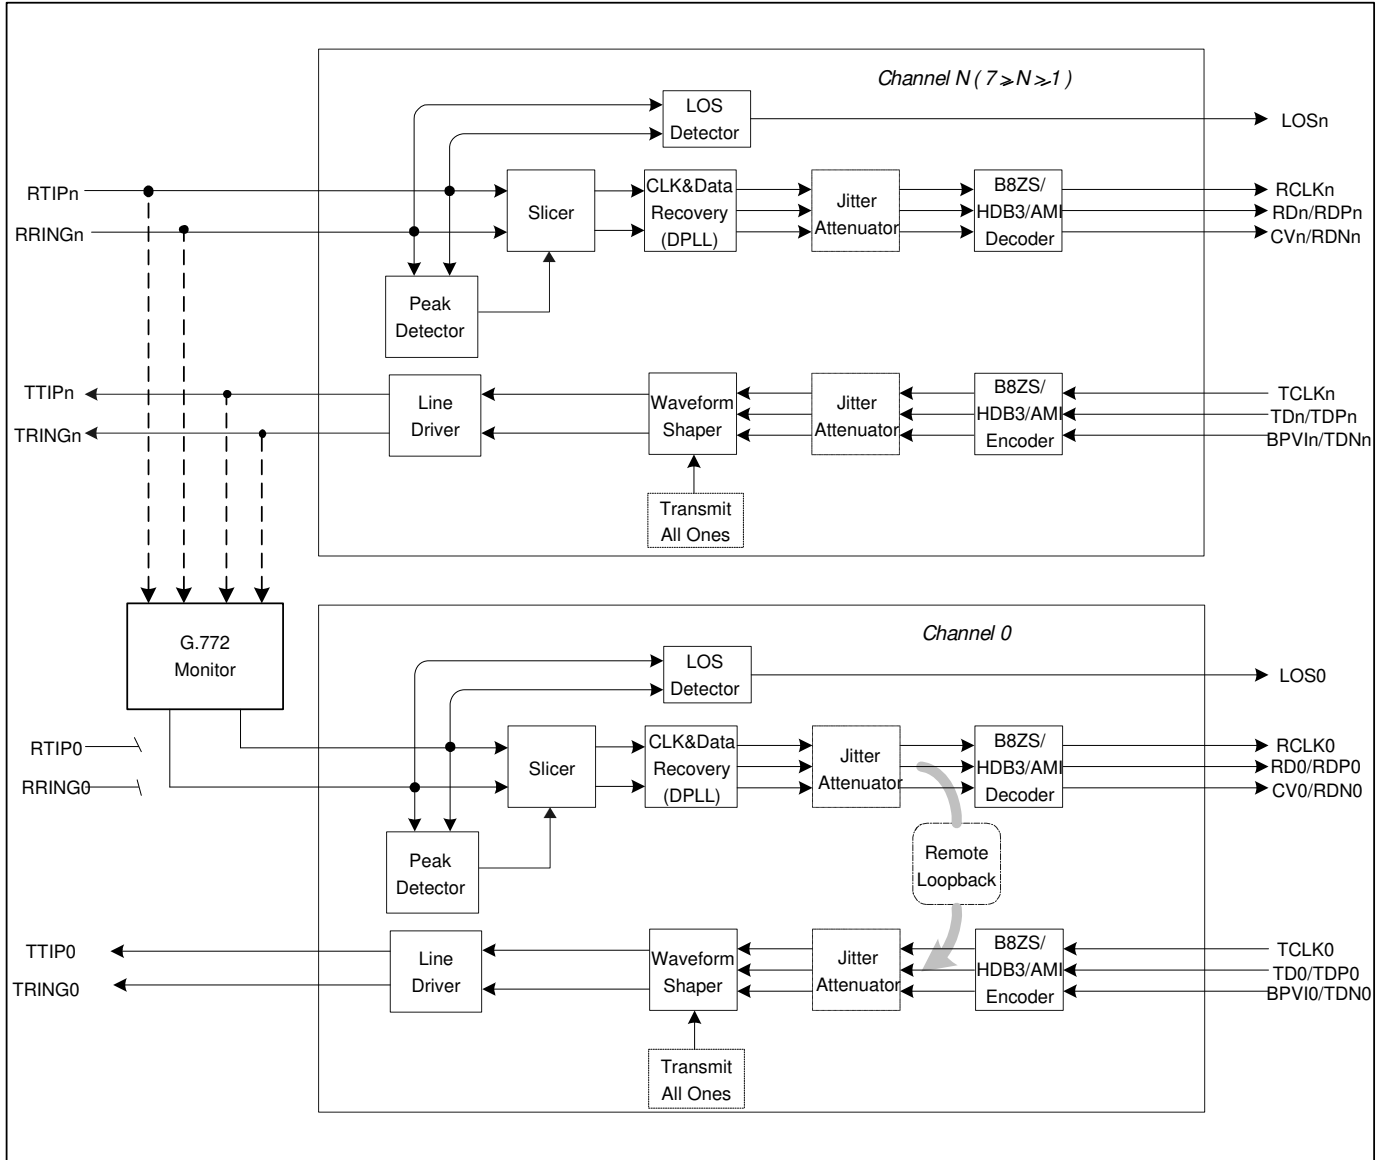 Channel N ( 7 ≥ N ≥ 1 )
LOS
Detector
LOSn
RTIPn
RRINGn
Slicer
CLK&Data
Recovery
(DPLL)
Jitter
Attenuator
B8ZS/
HDB3/AMI
Decoder
RCLKn
RDn/RDPn
CVn/RDNn
Peak
Detector
TTIPn
TRINGn
Line
Driver
Waveform
Shaper
Jitter
Attenuator
B8ZS/
HDB3/AMI
Encoder
TCLKn
TDn/TDPn
BPVIn/TDNn
Transmit
All Ones
G.772
Monitor
Channel 0
LOS
Detector
LOS0
RTIP0
RRING0
Slicer
CLK&Data
Recovery
(DPLL)
Jitter
Attenuator
B8ZS/
HDB3/AMI
Decoder
RCLK0
RD0/RDP0
CV0/RDN0
Peak
Detector
Remote
Loopback
TTIP0
TRING0
Line
Driver
Waveform
Shaper
Jitter
Attenuator
B8ZS/
HDB3/AMI
Encoder
TCLK0
TD0/TDP0
BPVI0/TDN0
Transmit
All Ones